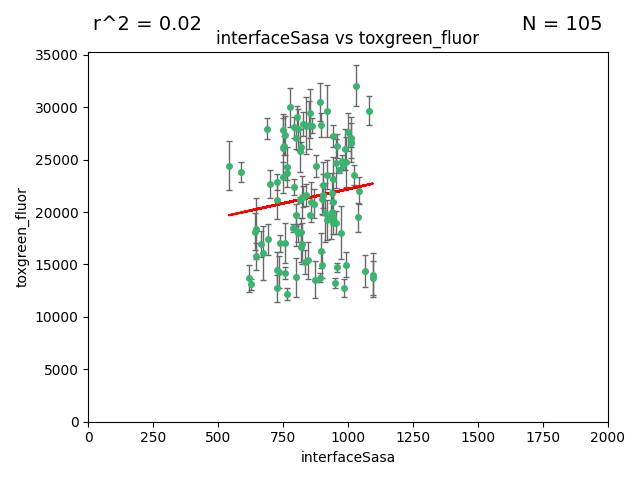 r^2 = 0.02
N = 105
interfaceSasa vs toxgreen_fluor
35000
30000
25000
20000
15000
10000
5000
0
toxgreen_fluor
0 250 500 750 1000 1250 1500 1750 2000
interfaceSasa